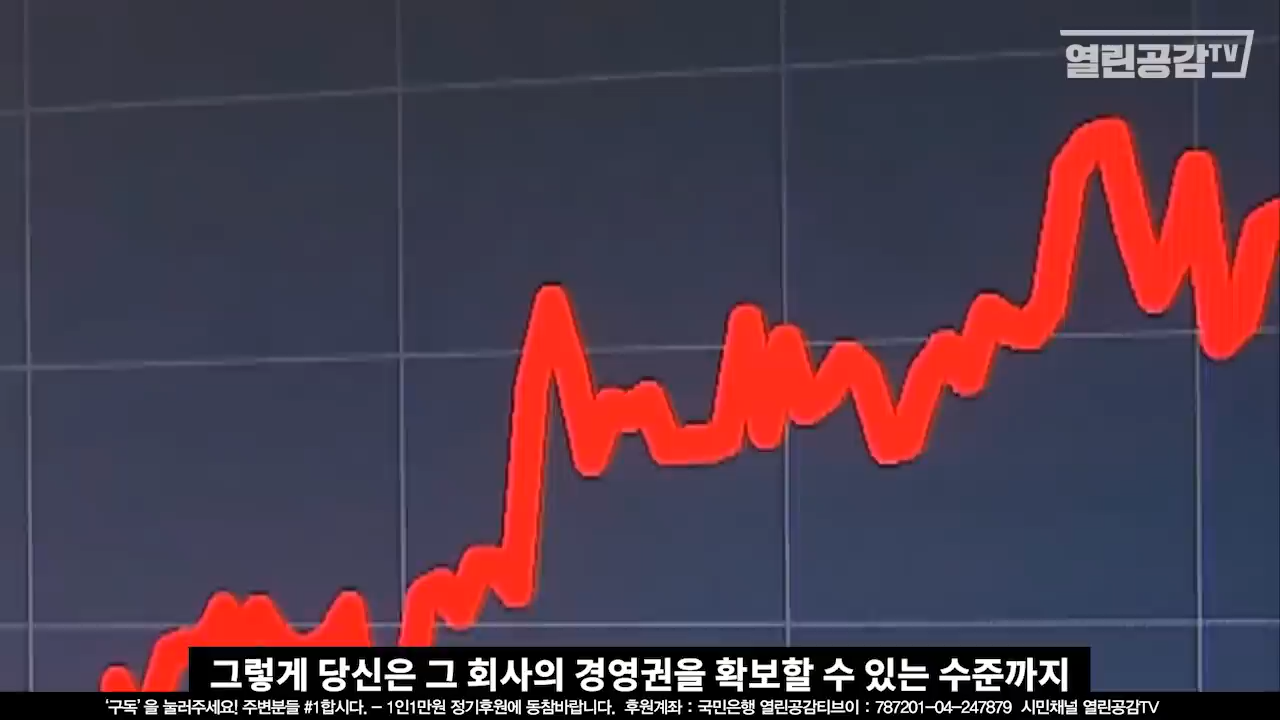 열린공감TV
그렇게 당신은 그 회사의 경영권을 확보할 수 있는 수준까지
'구독'을 눌러주세요! 주변분들 #1합시다. - 1인1만원 정기후원에 동참바랍니다. 후원계좌 : 국민은행 열린공감티브이 : 787201-04-247879 시민채널 열린공감TV